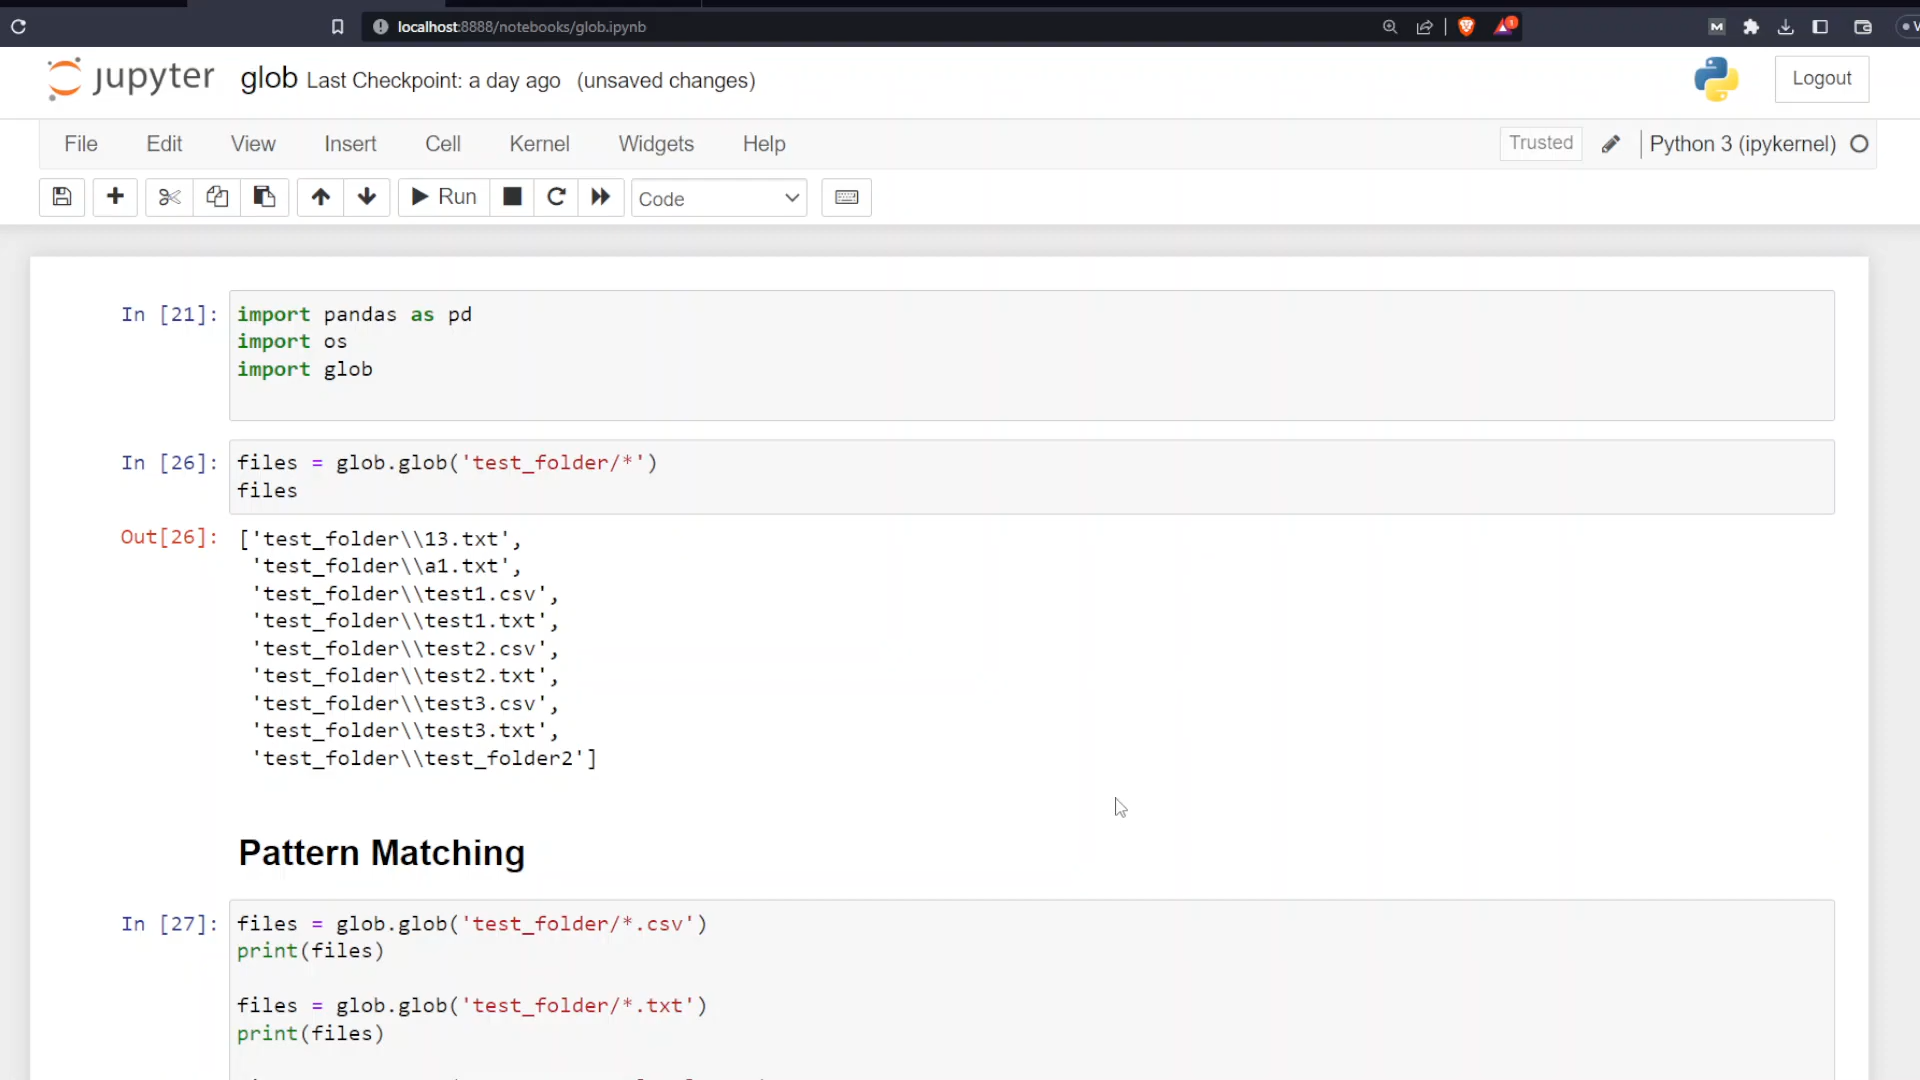 localhost:8888/notebooks/glob.ipynb
M
1
jupyter glob Last Checkpoint: a day ago (unsaved changes)
Logout
File Edit View Insert Cell Kernel Widgets Help
Trusted Python 3 (ipykernel)
Run Code
In [21]: import pandas as pd
import os
import glob
In [26]: files = glob.glob('test_folder/*')
files
Out[26]: ['test_folder\\13.txt',
'test_folder\\a1.txt',
'test_folder\\test1.csv',
'test_folder\\test1.txt',
'test_folder\\test2.csv',
'test_folder\\test2.txt',
'test_folder\\test3.csv',
'test_folder\\test3.txt',
'test_folder\\test_folder2']
Pattern Matching
In [27]: files = glob.glob('test_folder/*.csv')
print(files)
files = glob.glob('test_folder/*.txt')
print(files)